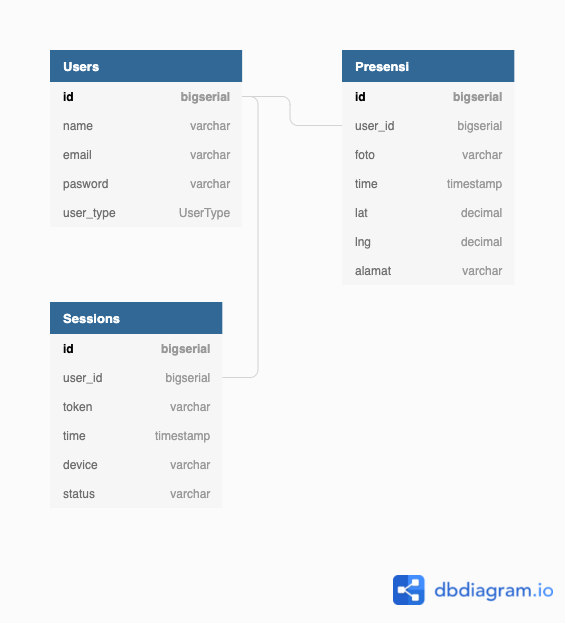 Users
id bigserial
name varchar
email varchar
pasword varchar
user_type UserType
Presensi
id bigserial
user_id bigserial
foto varchar
time timestamp
lat decimal
lng decimal
alamat varchar
Sessions
id bigserial
user_id bigserial
token varchar
time timestamp
device varchar
status varchar
dbdiagram.io